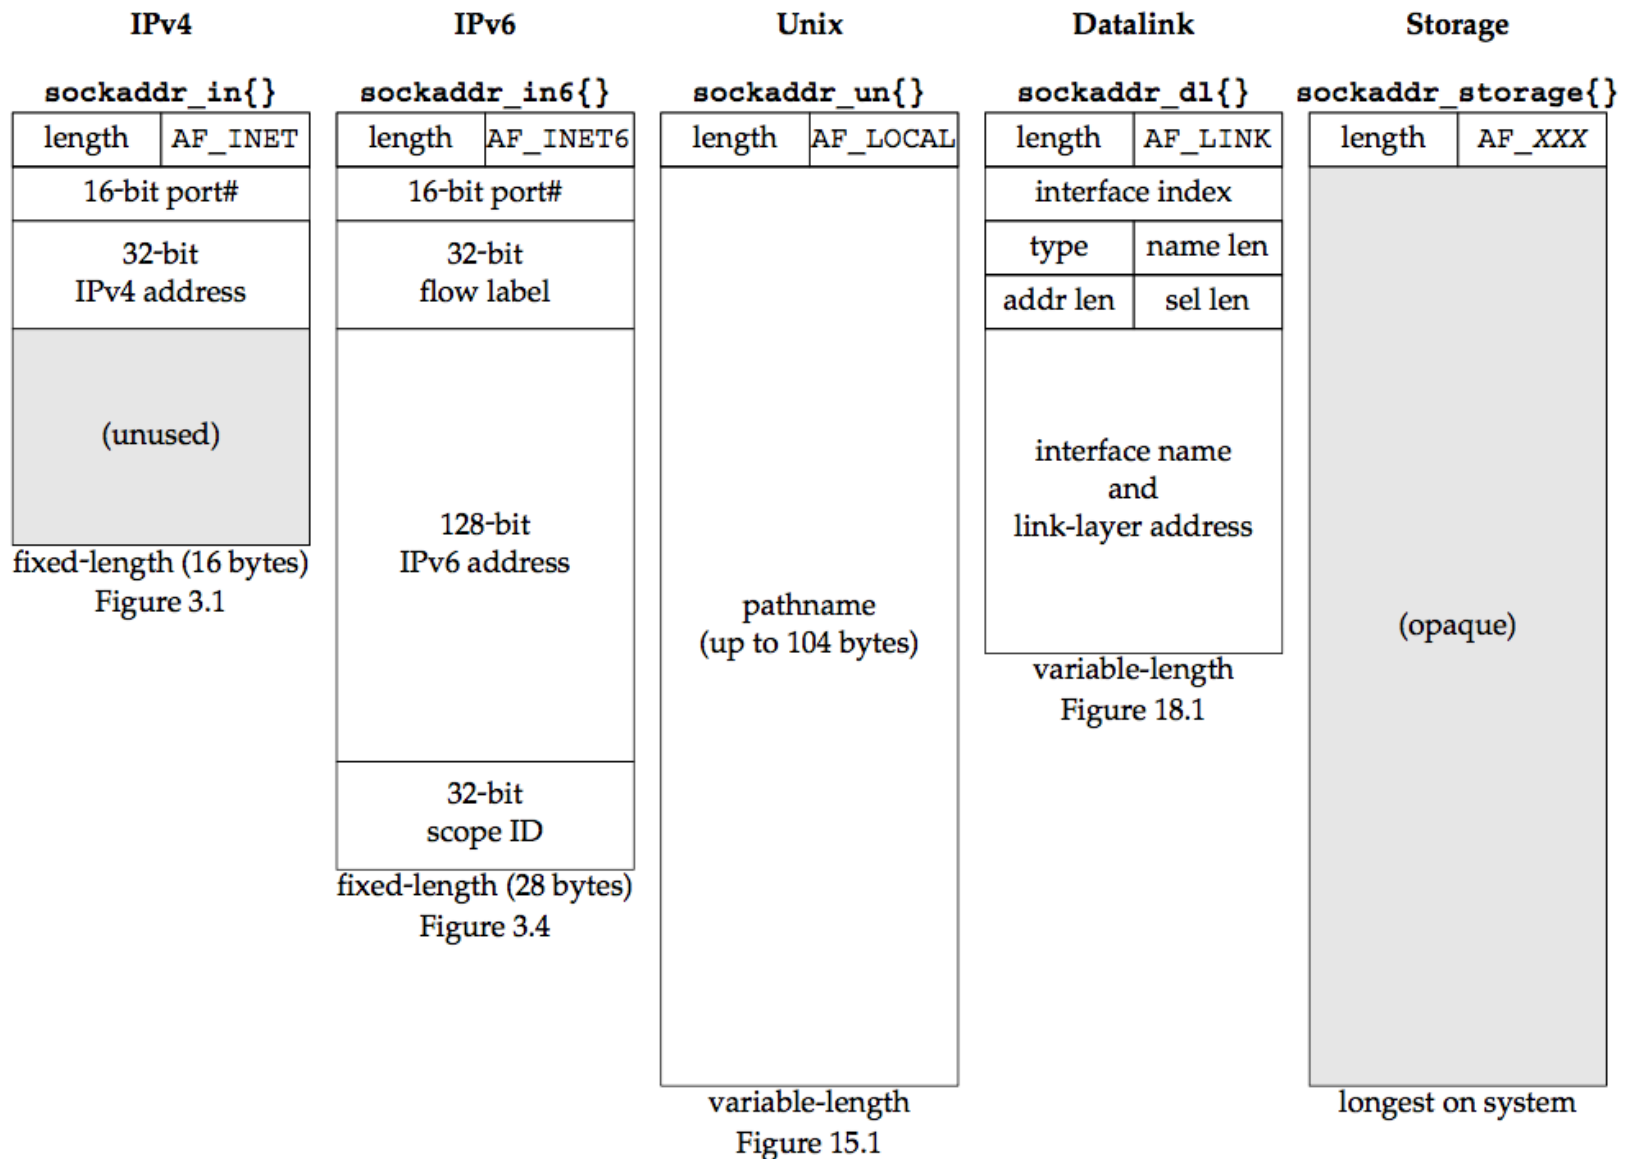 IPv4
sockaddr_in{}
length AF_INET
16-bit port#
32-bit
IPv4 address
(unused)
fixed-length (16 bytes)
Figure 3.1
IPv6
sockaddr_in6{}
length AF_INET6
16-bit port#
32-bit
flow label
128-bit
IPv6 address
32-bit
scope ID
fixed-length (28 bytes)
Figure 3.4
Unix
sockaddr_un{}
length AF_LOCAL
pathname
(up to 104 bytes)
variable-length
Figure 15.1
Datalink
sockaddr_dl{}
length AF_LINK
interface index
type name len
addr len sel len
interface name
and
link-layer address
variable-length
Figure 18.1
Storage
sockaddr_storage{}
length AF_XXX
(opaque)
longest on system